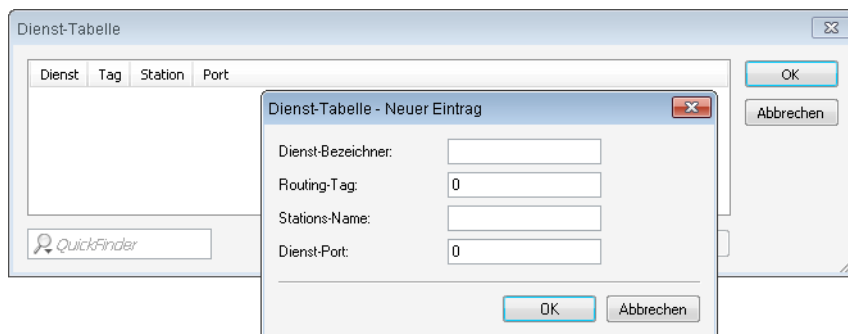 Dienst-Tabelle
Dienst Tag Station Port
OK
Abbrechen
QuickFinder
Dienst-Tabelle - Neuer Eintrag
Dienst-Bezeichner:
Routing-Tag: 0
Stations-Name:
Dienst-Port: 0
OK Abbrechen